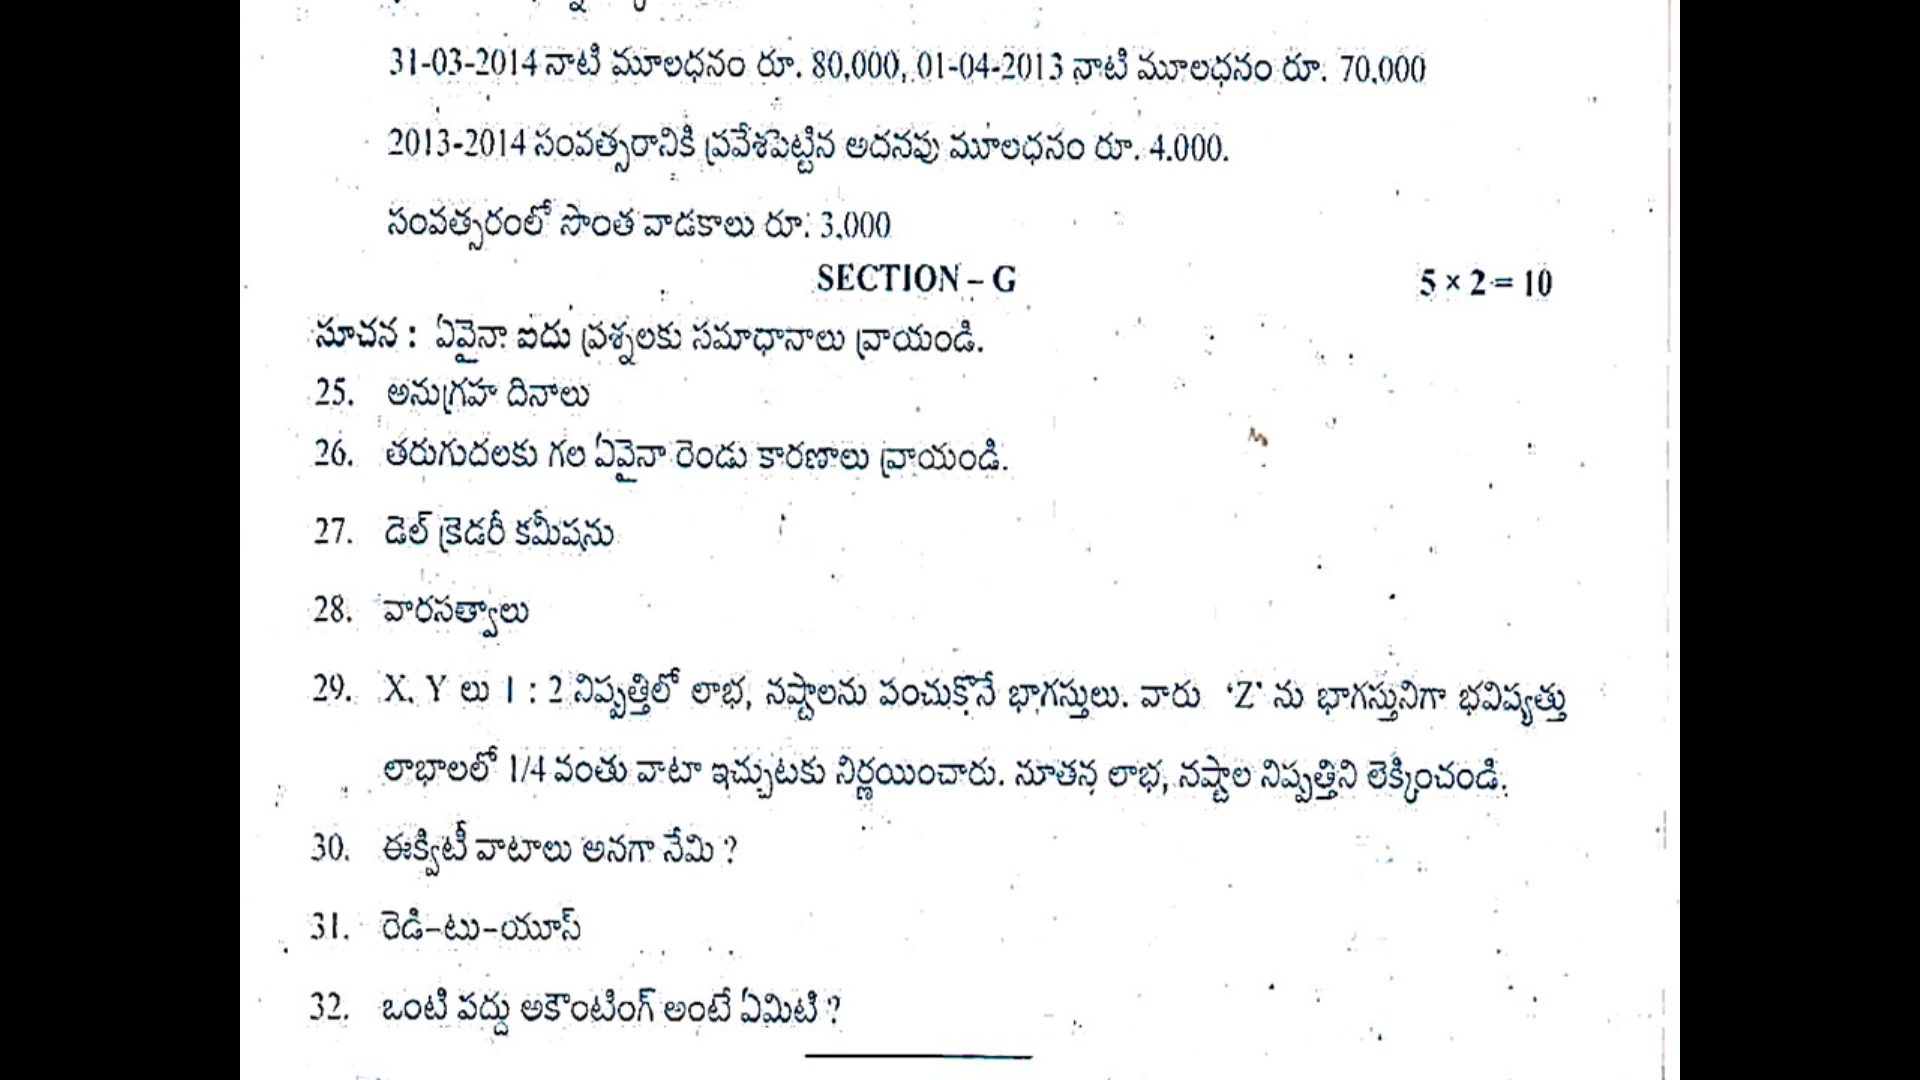 31-03-2014 నాటి మూలధనం రూ. 80,000, 01-04-2013 నాటి మూలధనం రూ. 70,000
2013-2014 సంవత్సరానికి ప్రవేశపెట్టిన అదనపు మూలధనం రూ. 4.000.
సంవత్సరంలో సొంత వాడకాలు రూ. 3,000
SECTION – G 5 × 2 = 10
సూచన : ఏవైనా ఐదు ప్రశ్నలకు సమాధానాలు వ్రాయండి.
25. అనుగ్రహ దినాలు
26. తరుగుదలకు గల ఏవైనా రెండు కారణాలు వ్రాయండి.
27. డెల్ క్రెడరీ కమీషను
28. వారసత్వాలు
29. X, Y లు 1 : 2 నిష్పత్తిలో లాభ, నష్టాలను పంచుకొనే భాగస్తులు. వారు ‘Z’ ను భాగస్తునిగా భవిష్యత్తు
లాభాలలో 1/4 వంతు వాటా ఇచ్చుటకు నిర్ణయించారు. నూతన లాభ, నష్టాల నిష్పత్తిని లెక్కించండి.
30. ఈక్విటీ వాటాలు అనగా నేమి ?
31. రెడి-టు-యూస్
32. ఒంటి పద్దు అకౌంటింగ్ అంటే ఏమిటి ?